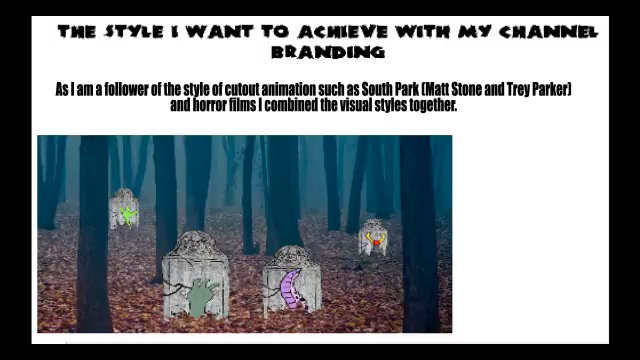 THE STYLE I WANT TO ACHIEVE WITH MY CHANNEL
BRANDING
As I am a follower of the style of cutout animation such as South Park (Matt Stone and Trey Parker)
and horror films I combined the visual styles together.